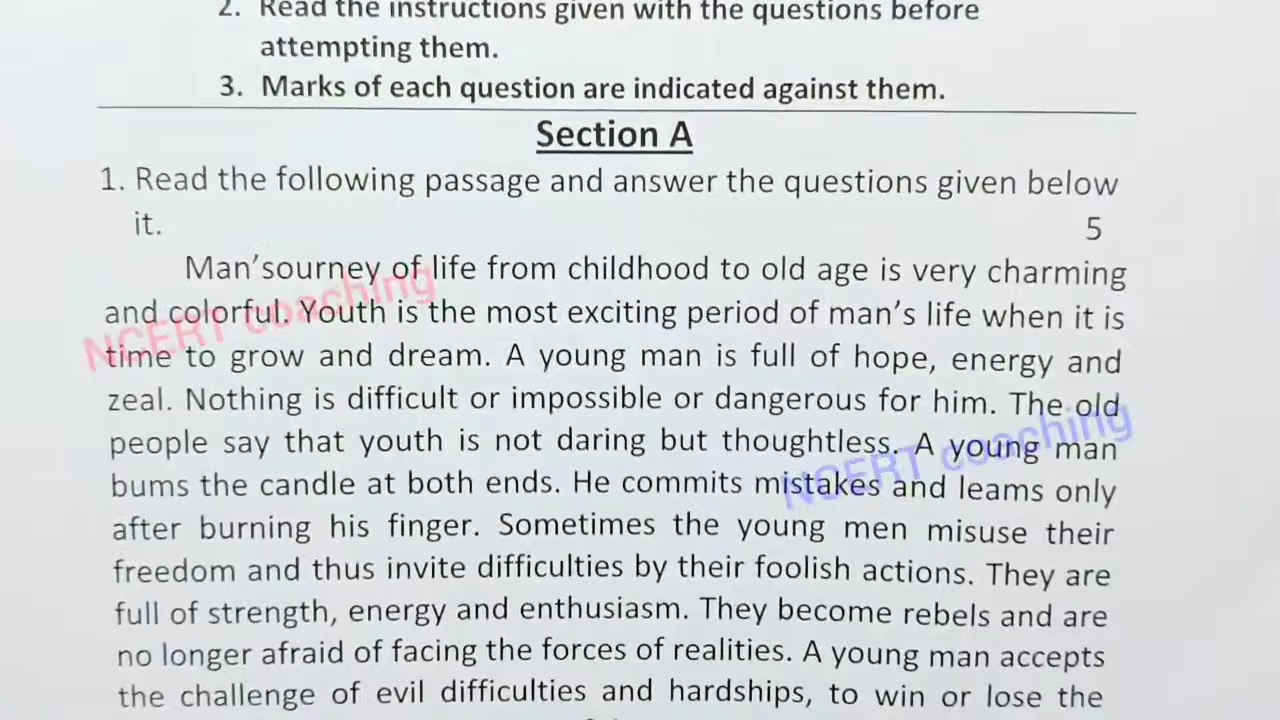 2. Read the instructions given with the questions before
attempting them.
3. Marks of each question are indicated against them.
Section A
1. Read the following passage and answer the questions given below
it. 5
Man'sourney of life from childhood to old age is very charming
and colorful. Youth is the most exciting period of man's life when it is
time to grow and dream. A young man is full of hope, energy and
zeal. Nothing is difficult or impossible or dangerous for him. The old
people say that youth is not daring but thoughtless. A young man
bums the candle at both ends. He commits mistakes and leams only
after burning his finger. Sometimes the young men misuse their
freedom and thus invite difficulties by their foolish actions. They are
full of strength, energy and enthusiasm. They become rebels and are
no longer afraid of facing the forces of realities. A young man accepts
the challenge of evil difficulties and hardships, to win or lose the
NCERT coaching
NCERT coaching